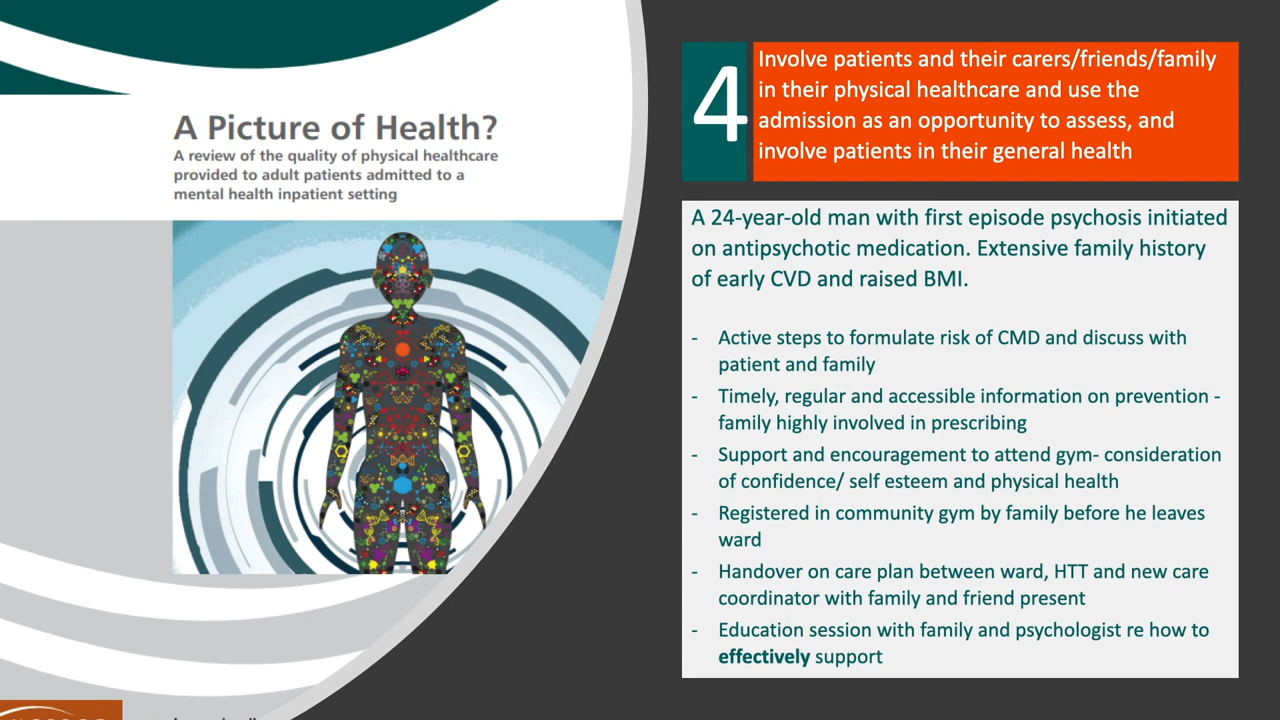 A Picture of Health?
A review of the quality of physical healthcare
provided to adult patients admitted to a
mental health inpatient setting
4
Involve patients and their carers/friends/family
in their physical healthcare and use the
admission as an opportunity to assess, and
involve patients in their general health
A 24-year-old man with first episode psychosis initiated
on antipsychotic medication. Extensive family history
of early CVD and raised BMI.
- Active steps to formulate risk of CMD and discuss with
patient and family
- Timely, regular and accessible information on prevention -
family highly involved in prescribing
- Support and encouragement to attend gym- consideration
of confidence/ self esteem and physical health
- Registered in community gym by family before he leaves
ward
- Handover on care plan between ward, HTT and new care
coordinator with family and friend present
- Education session with family and psychologist re how to
effectively support